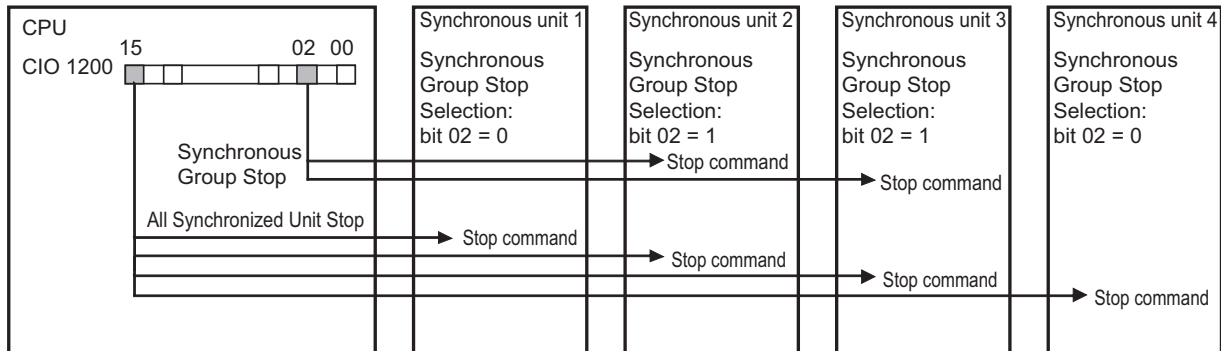 CPU
15
02 00
CIO 1200
Synchronous
Group Stop
All Synchronized Unit Stop
Synchronous unit 1
Synchronous
Group Stop
Selection:
bit 02 = 0
Stop command
Synchronous unit 2
Synchronous
Group Stop
Selection:
bit 02 = 1
Stop command
Stop command
Synchronous unit 3
Synchronous
Group Stop
Selection:
bit 02 = 1
Stop command
Stop command
Synchronous unit 4
Synchronous
Group Stop
Selection:
bit 02 = 0
Stop command